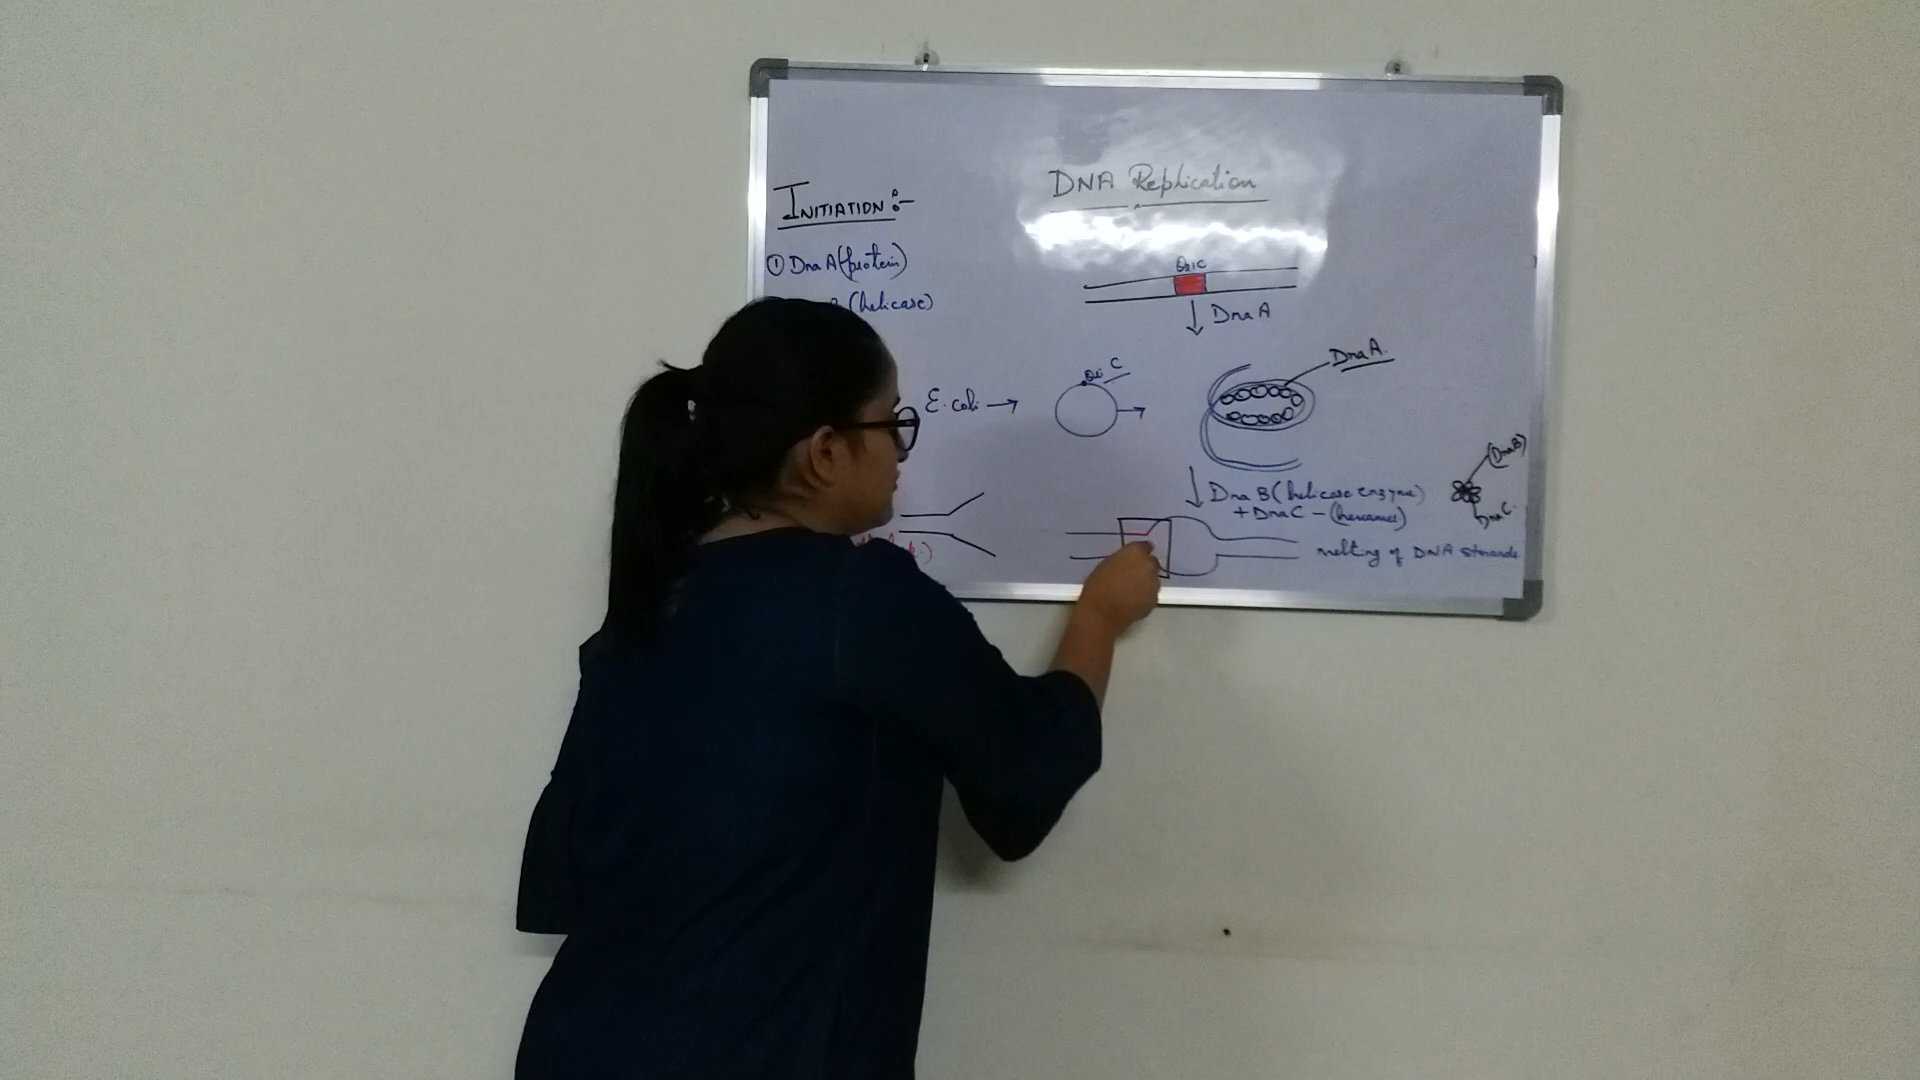 DNA Replication
INITIATION :-
① Dna A (protein)
(helicase)
OriC
Dna A
E. coli →
Ori C
Dna A.
Dna B (helicase enzyme)
+ Dna C - (hexamer)
melting of DNA strands
(Dna B)
Dna C